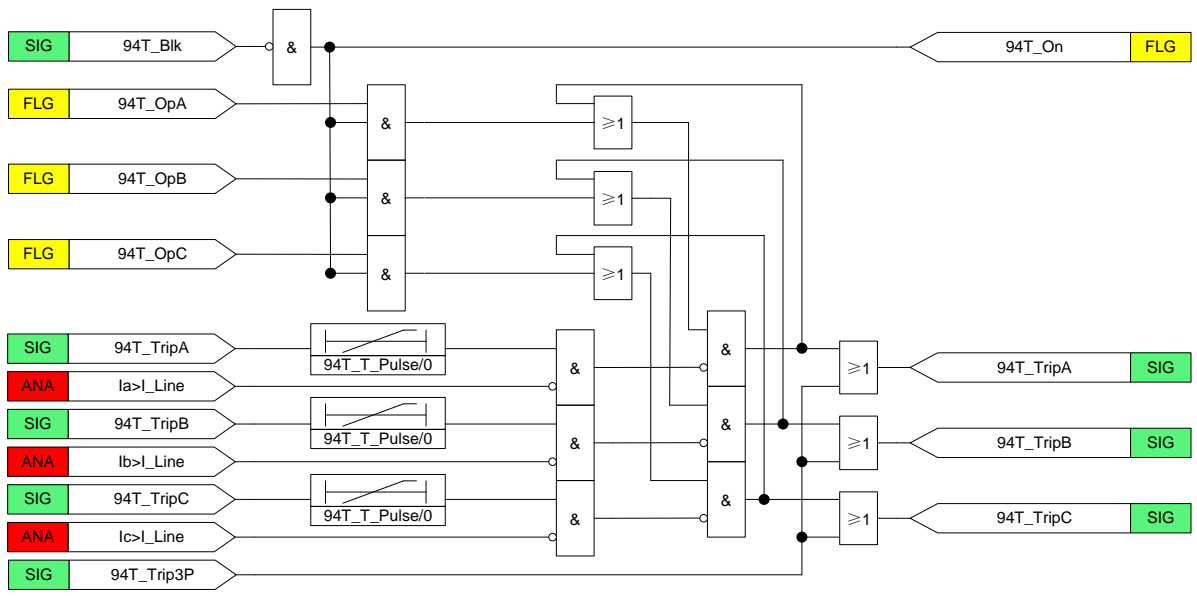 SIG 94T_Blk & 94T_On FLG
FLG 94T_OpA & ≥1
FLG 94T_OpB & ≥1
FLG 94T_OpC & ≥1
SIG 94T_TripA & ≥1 94T_TripA SIG
94T_T_Pulse/0 &
ANA Ia>I_Line
SIG 94T_TripB & ≥1 94T_TripB SIG
94T_T_Pulse/0 &
ANA Ib>I_Line
SIG 94T_TripC & ≥1 94T_TripC SIG
94T_T_Pulse/0 &
ANA Ic>I_Line
SIG 94T_Trip3P